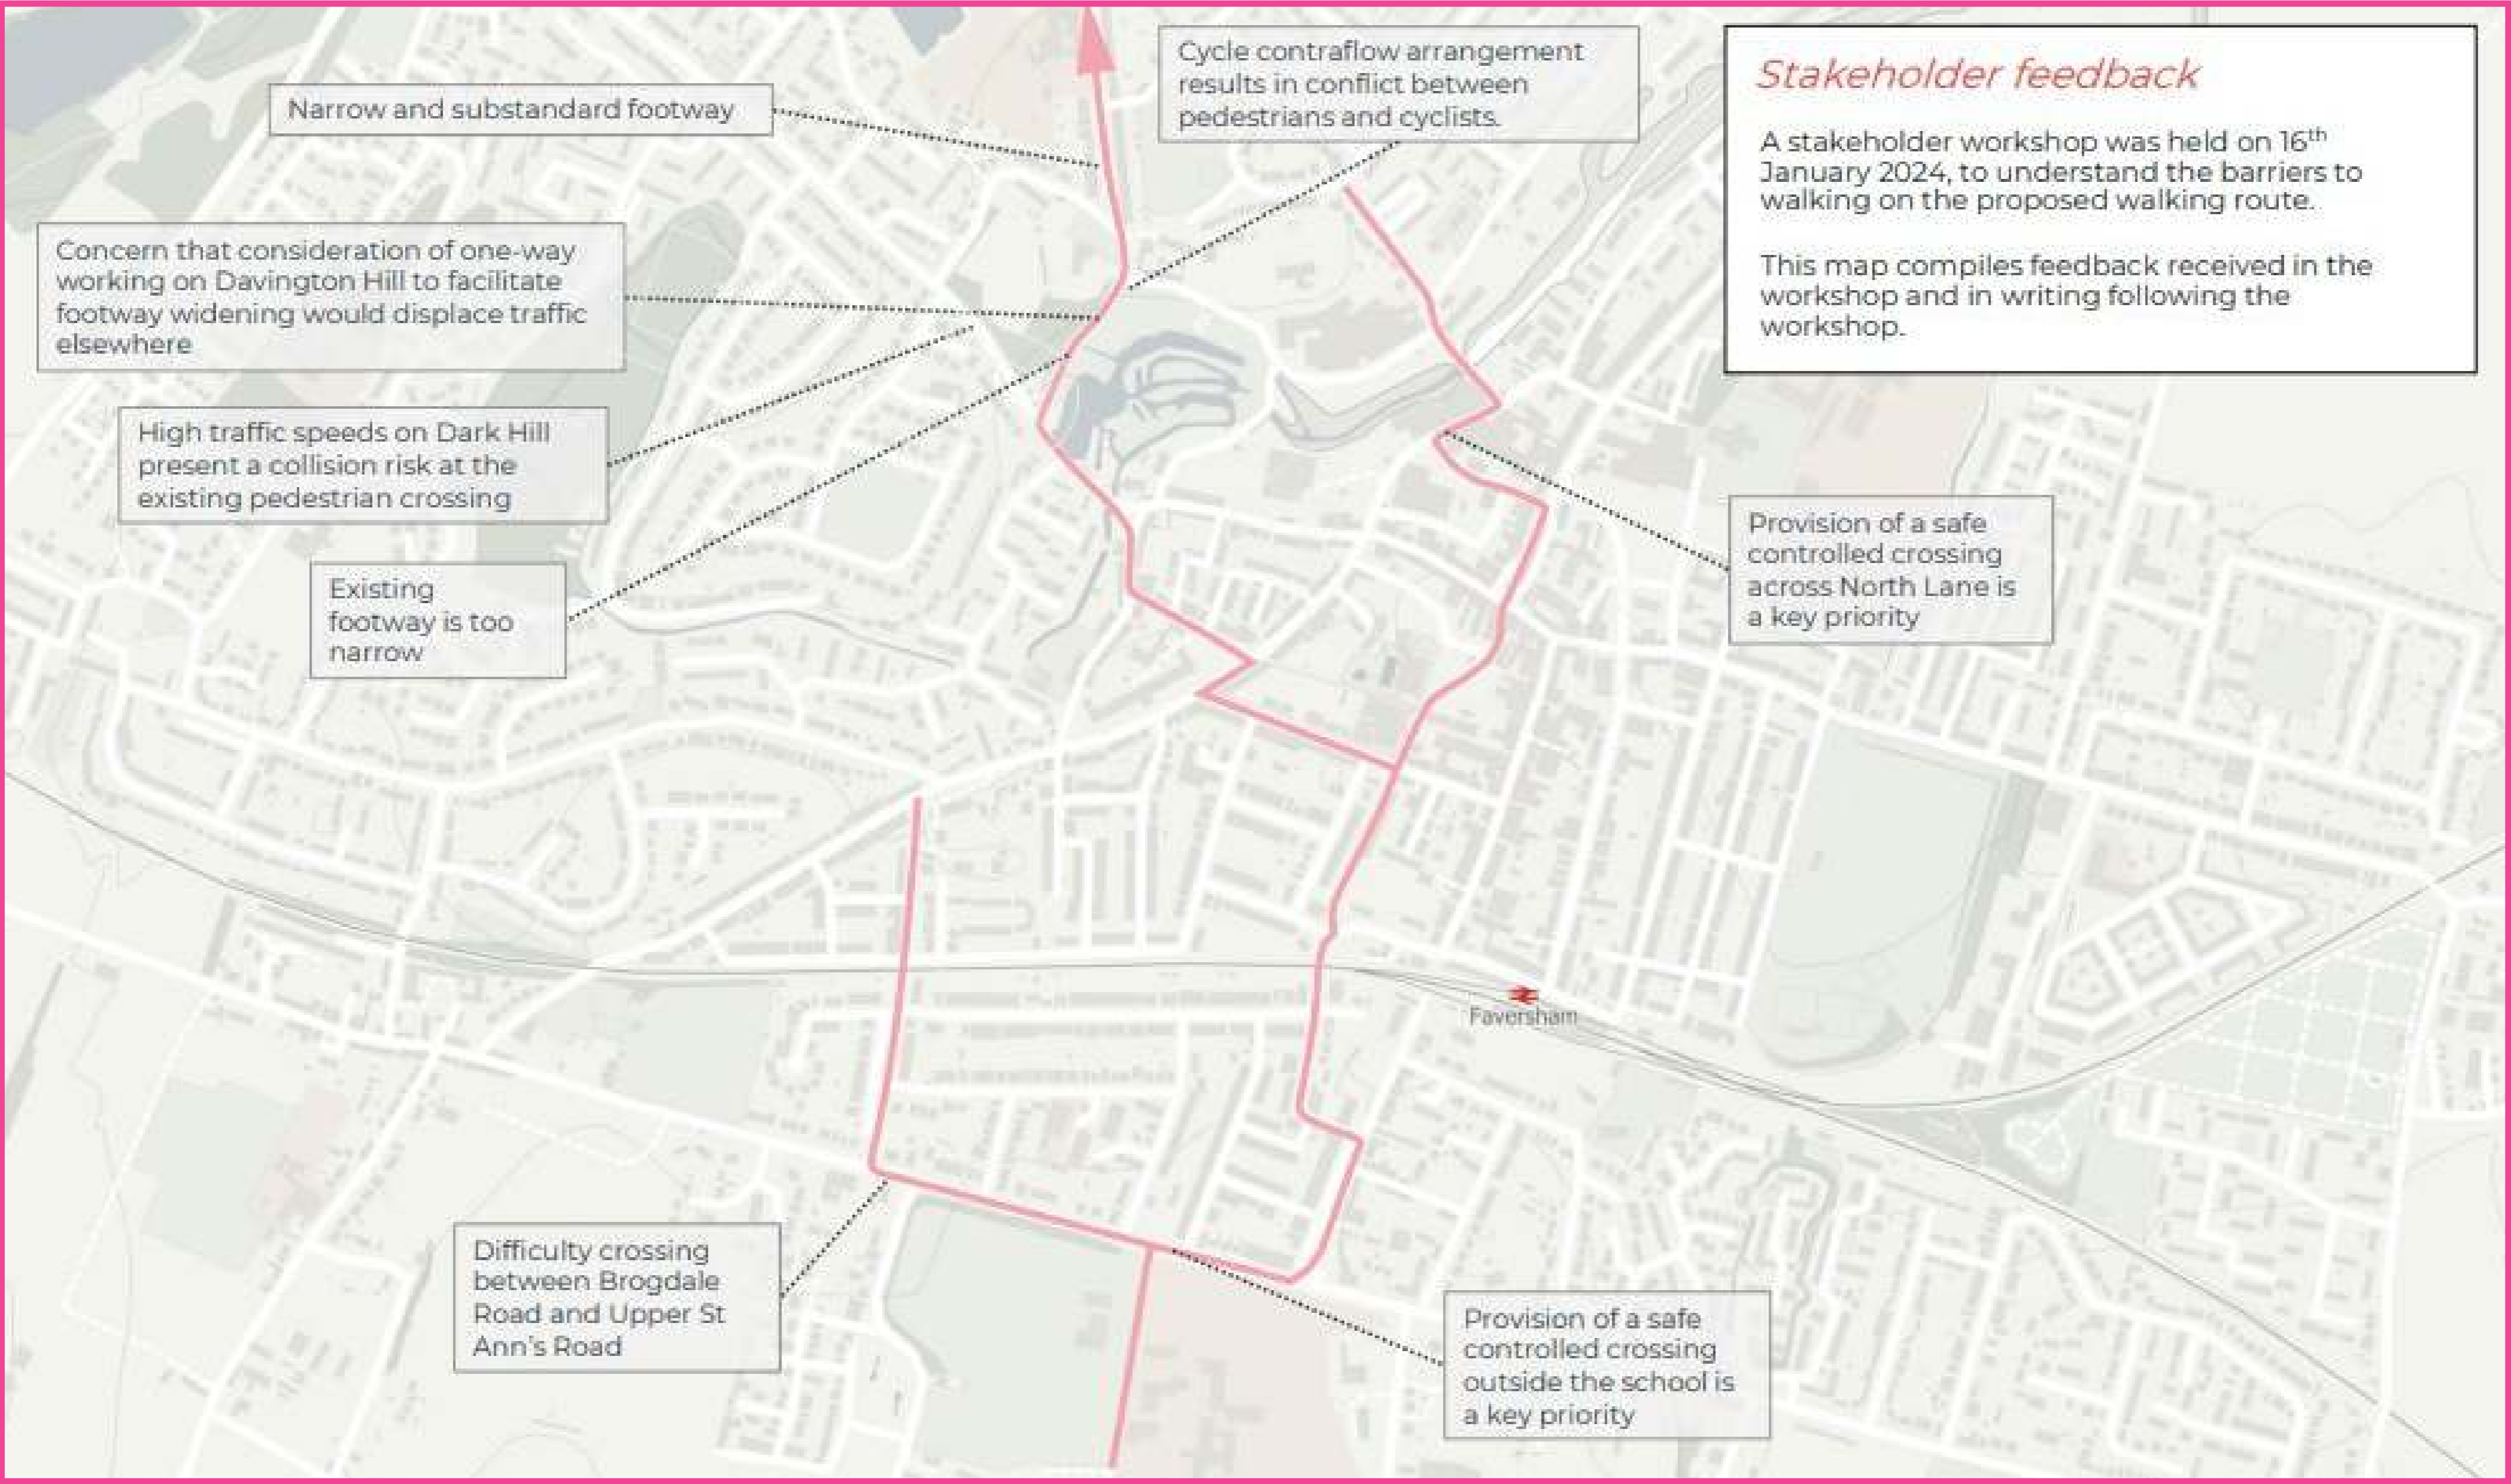 Narrow and substandard footway
Cycle contraflow arrangement
results in conflict between
pedestrians and cyclists.
Stakeholder feedback
A stakeholder workshop was held on 16th
January 2024, to understand the barriers to
walking on the proposed walking route.
This map compiles feedback received in the
workshop and in writing following the
workshop.
Concern that consideration of one-way
working on Davington Hill to facilitate
footway widening would displace traffic
elsewhere
High traffic speeds on Dark Hill
present a collision risk at the
existing pedestrian crossing
Existing
footway is too
narrow
Provision of a safe
controlled crossing
across North Lane is
a key priority
Faversham
Difficulty crossing
between Brogdale
Road and Upper St
Ann's Road
Provision of a safe
controlled crossing
outside the school is
a key priority